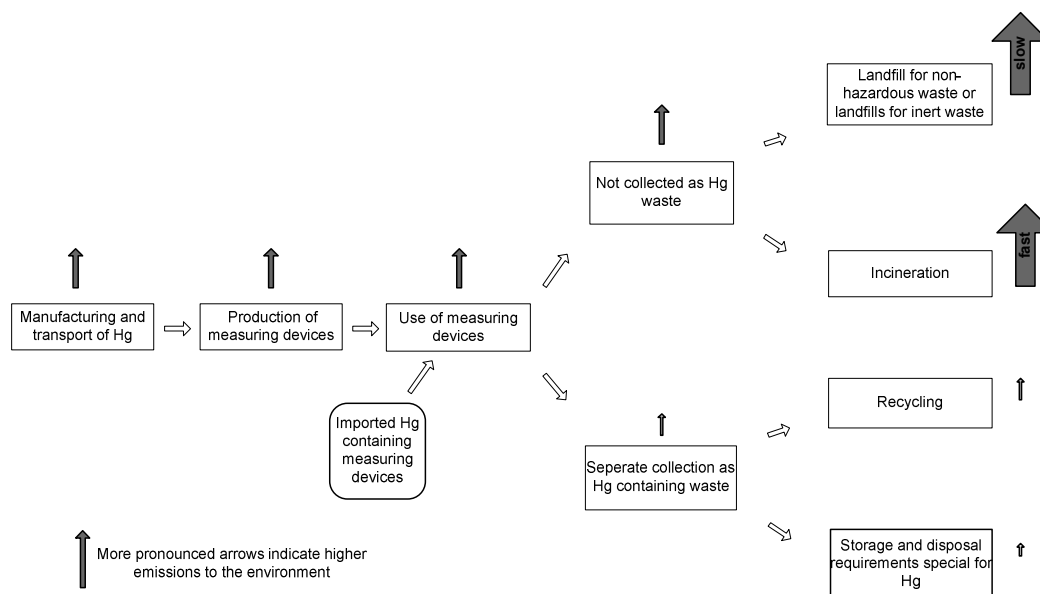 Manufacturing and
transport of Hg
Production of
measuring devices
Use of measuring
devices
Imported Hg
containing
measuring
devices
Not collected as Hg
waste
Seperate collection as
Hg containing waste
Landfill for non-
hazardous waste or
landfills for inert waste
slow
Incineration
fast
Recycling
Storage and disposal
requirements special for
Hg
More pronounced arrows indicate higher
emissions to the environment